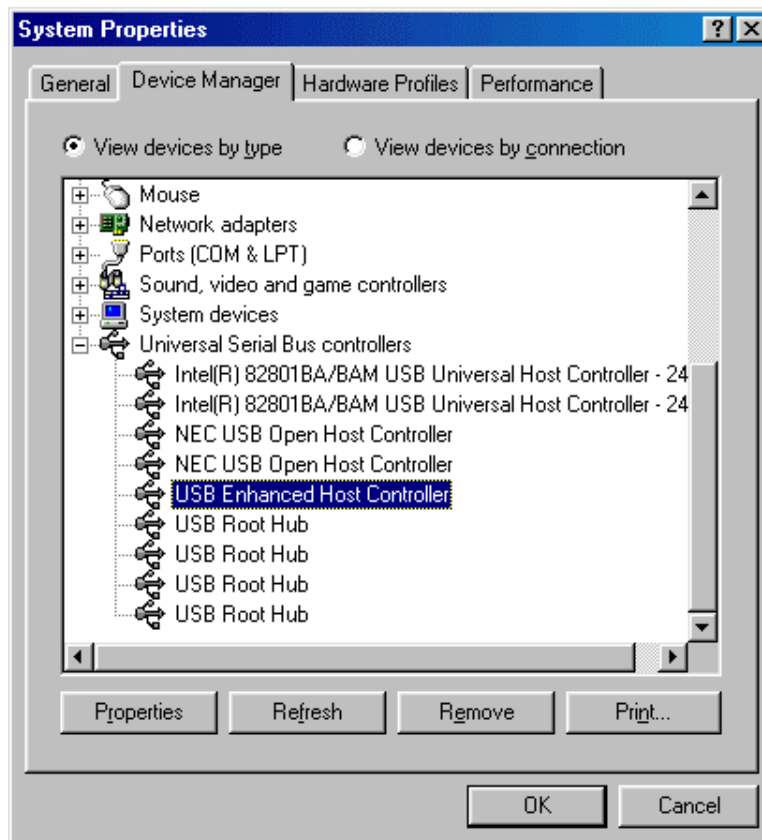 System Properties
General Device Manager Hardware Profiles Performance
View devices by type View devices by connection
Mouse
Network adapters
Ports (COM & LPT)
Sound, video and game controllers
System devices
Universal Serial Bus controllers
Intel(R) 82801BA/BAM USB Universal Host Controller - 24
Intel(R) 82801BA/BAM USB Universal Host Controller - 24
NEC USB Open Host Controller
NEC USB Open Host Controller
USB Enhanced Host Controller
USB Root Hub
USB Root Hub
USB Root Hub
USB Root Hub
Properties Refresh Remove Print...
OK Cancel